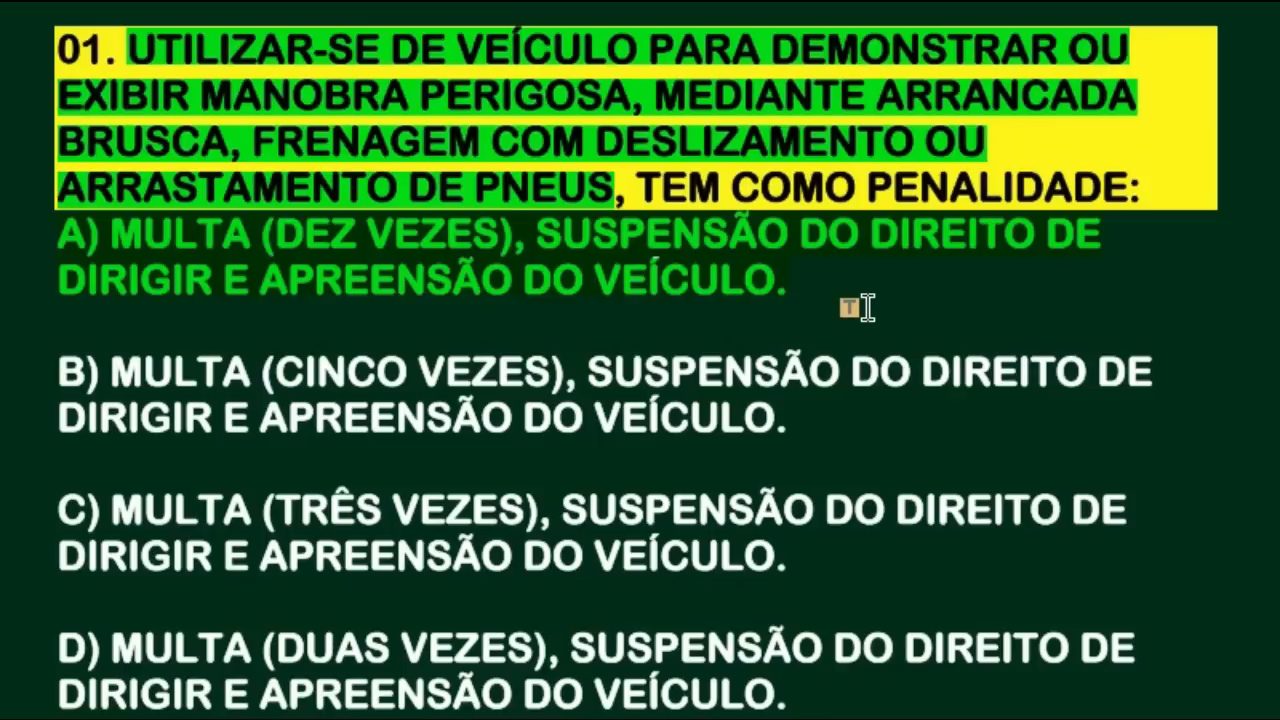 01. UTILIZAR-SE DE VEÍCULO PARA DEMONSTRAR OU
EXIBIR MANOBRA PERIGOSA, MEDIANTE ARRANCADA
BRUSCA, FRENAGEM COM DESLIZAMENTO OU
ARRASTAMENTO DE PNEUS, TEM COMO PENALIDADE:
A) MULTA (DEZ VEZES), SUSPENSÃO DO DIREITO DE
DIRIGIR E APREENSÃO DO VEÍCULO.
T
B) MULTA (CINCO VEZES), SUSPENSÃO DO DIREITO DE
DIRIGIR E APREENSÃO DO VEÍCULO.
C) MULTA (TRÊS VEZES), SUSPENSÃO DO DIREITO DE
DIRIGIR E APREENSÃO DO VEÍCULO.
D) MULTA (DUAS VEZES), SUSPENSÃO DO DIREITO DE
DIRIGIR E APREENSÃO DO VEÍCULO.